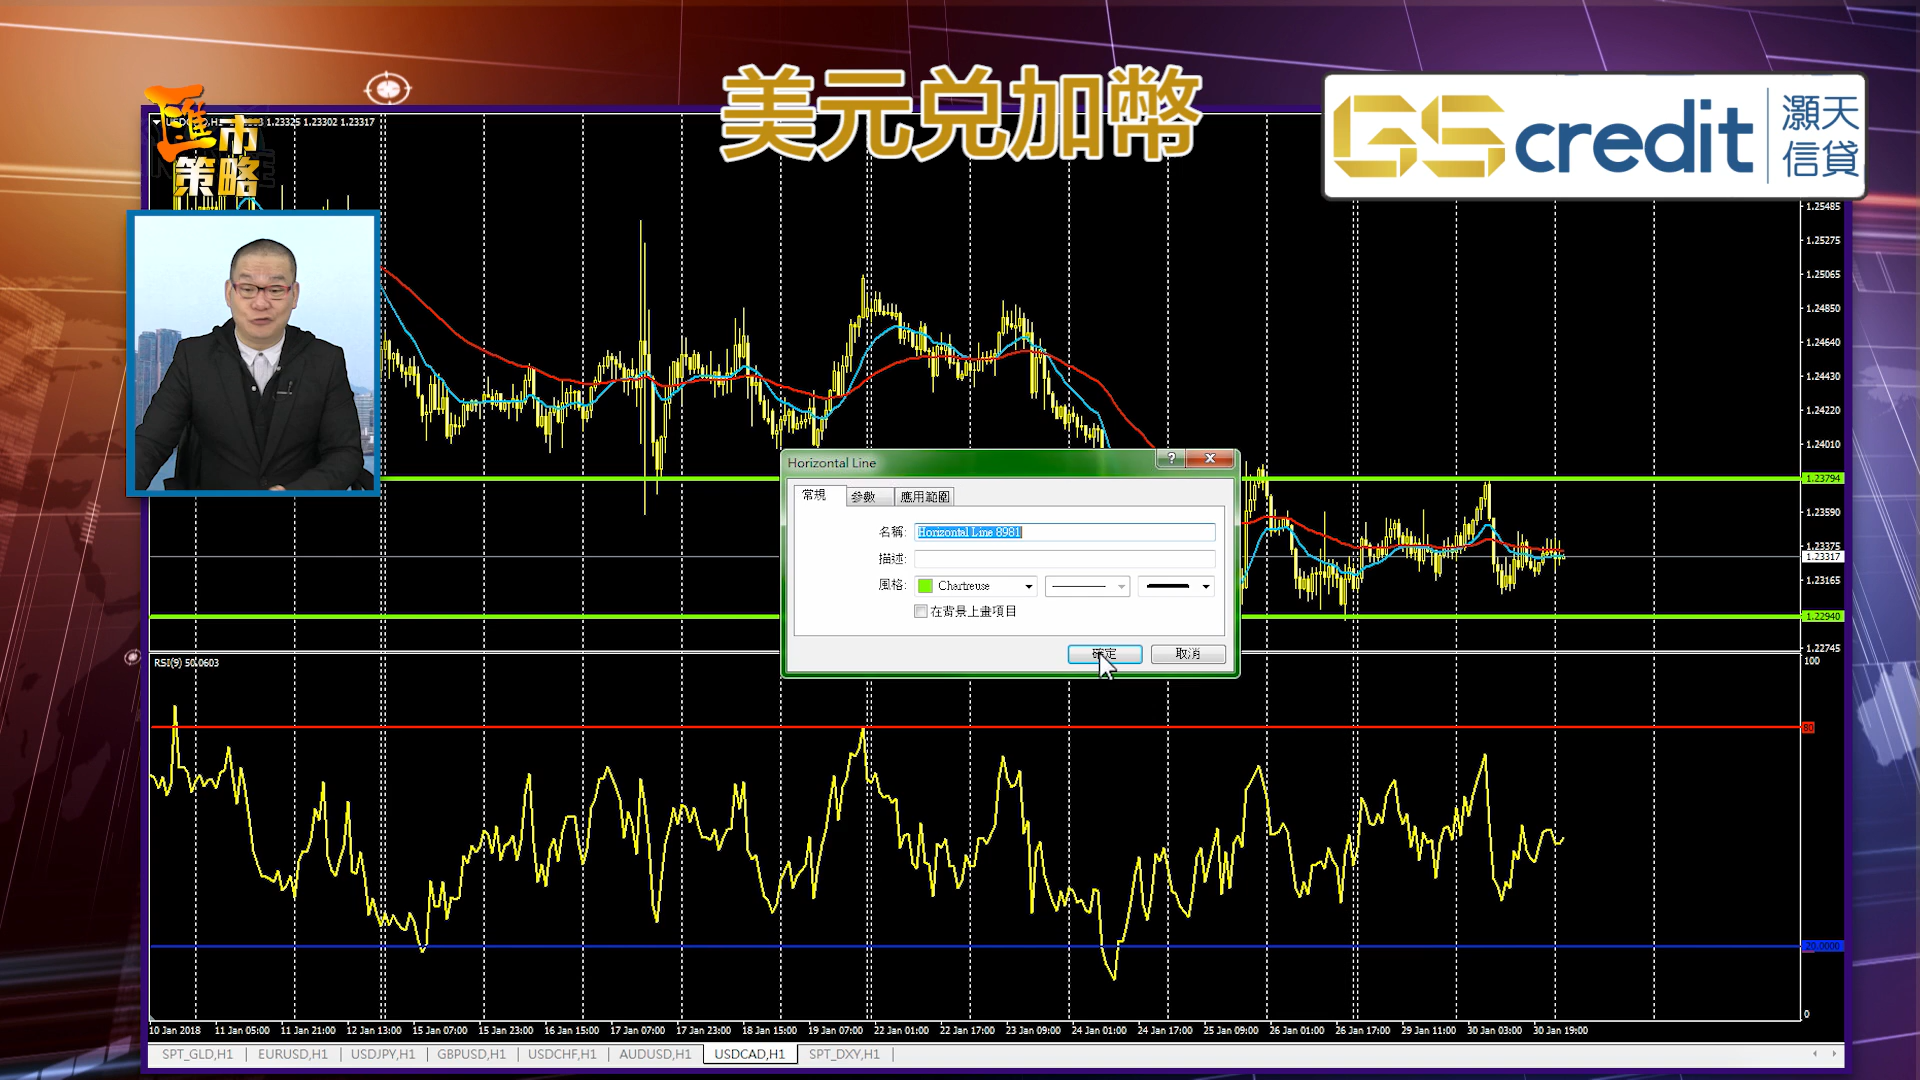 美元兌加幣
GS credit 灝天信貸
匯市策略
1.23325 1.23302 1.23317
1.25485
1.25275
1.25065
1.24850
1.24640
1.24430
1.24220
1.24010
1.23794
1.23590
1.23375
1.23317
1.23165
1.22940
1.22745
Horizontal Line
常規 參數 應用範圍
名稱: Horizontal Line 8981
描述:
風格: Chartreuse
在背景上畫項目
確定 取消
RSI(9) 50.0603
100
80
20.0000
0
10 Jan 2018 11 Jan 05:00 11 Jan 21:00 12 Jan 13:00 15 Jan 07:00 15 Jan 23:00 16 Jan 15:00 17 Jan 07:00 17 Jan 23:00 18 Jan 15:00 19 Jan 07:00 22 Jan 01:00 22 Jan 17:00 23 Jan 09:00 24 Jan 01:00 24 Jan 17:00 25 Jan 09:00 26 Jan 01:00 26 Jan 17:00 29 Jan 11:00 30 Jan 03:00 30 Jan 19:00
SPT_GLD,H1 EURUSD,H1 USDJPY,H1 GBPUSD,H1 USDCHF,H1 AUDUSD,H1 USDCAD,H1 SPT_DXY,H1